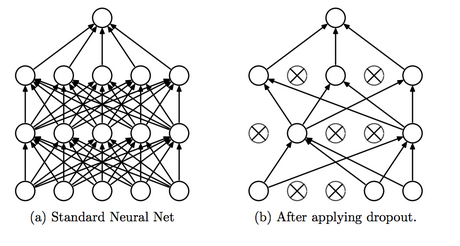 (a) Standard Neural Net
(b) After applying dropout.